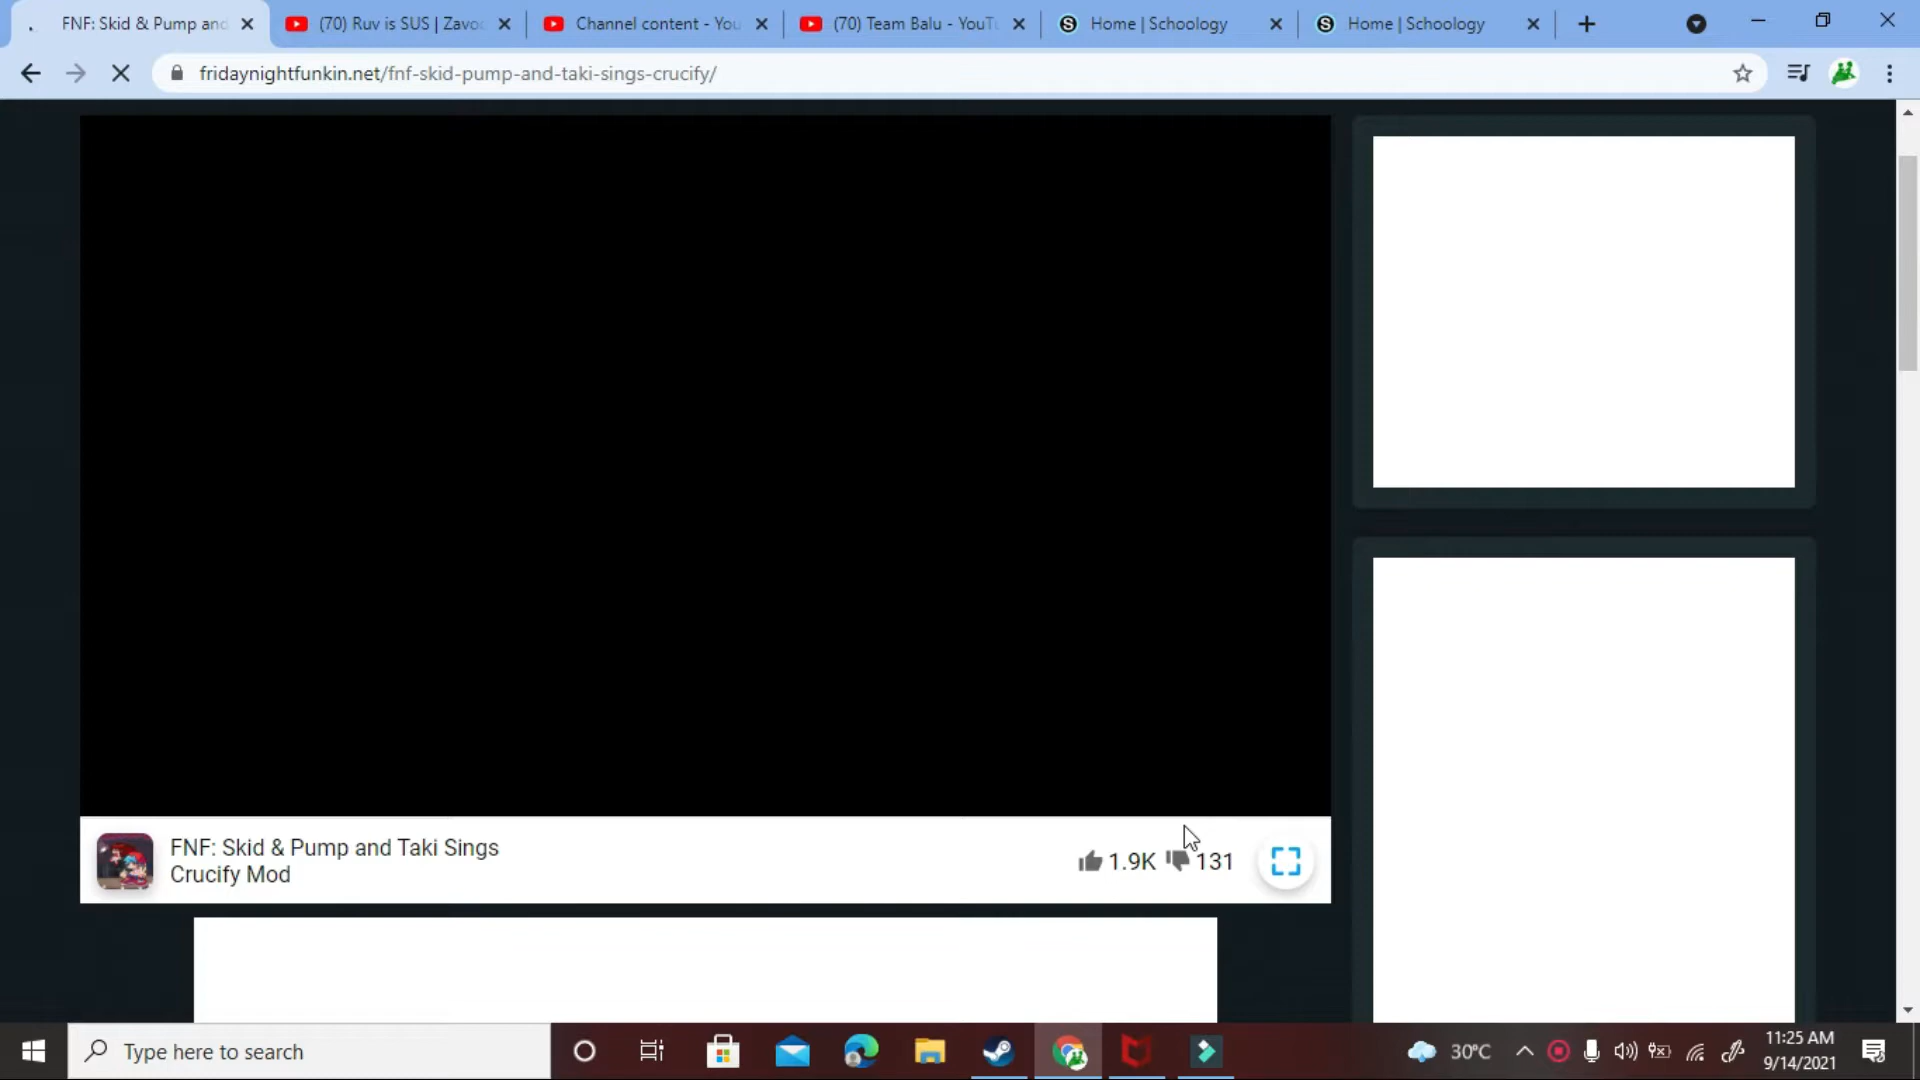 FNF: Skid & Pump and
(70) Ruv is SUS | Zavod
Channel content - You
(70) Team Balu - YouTu
Home | Schoology
Home | Schoology
fridaynightfunkin.net/fnf-skid-pump-and-taki-sings-crucify/
FNF: Skid & Pump and Taki Sings
Crucify Mod
1.9K
131
Type here to search
30°C
11:25 AM
9/14/2021